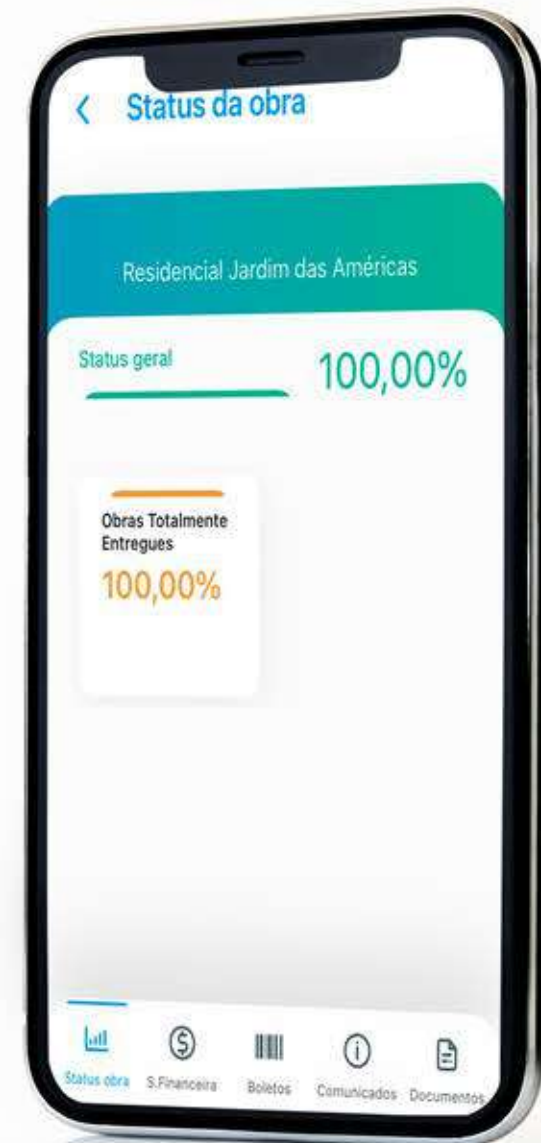 Status da obra
Residencial Jardim das Américas
Status geral
100,00%
Obras Totalmente
Entregues
100,00%
Status obra
S.Financeira
Boletos
Comunicados
Documentos